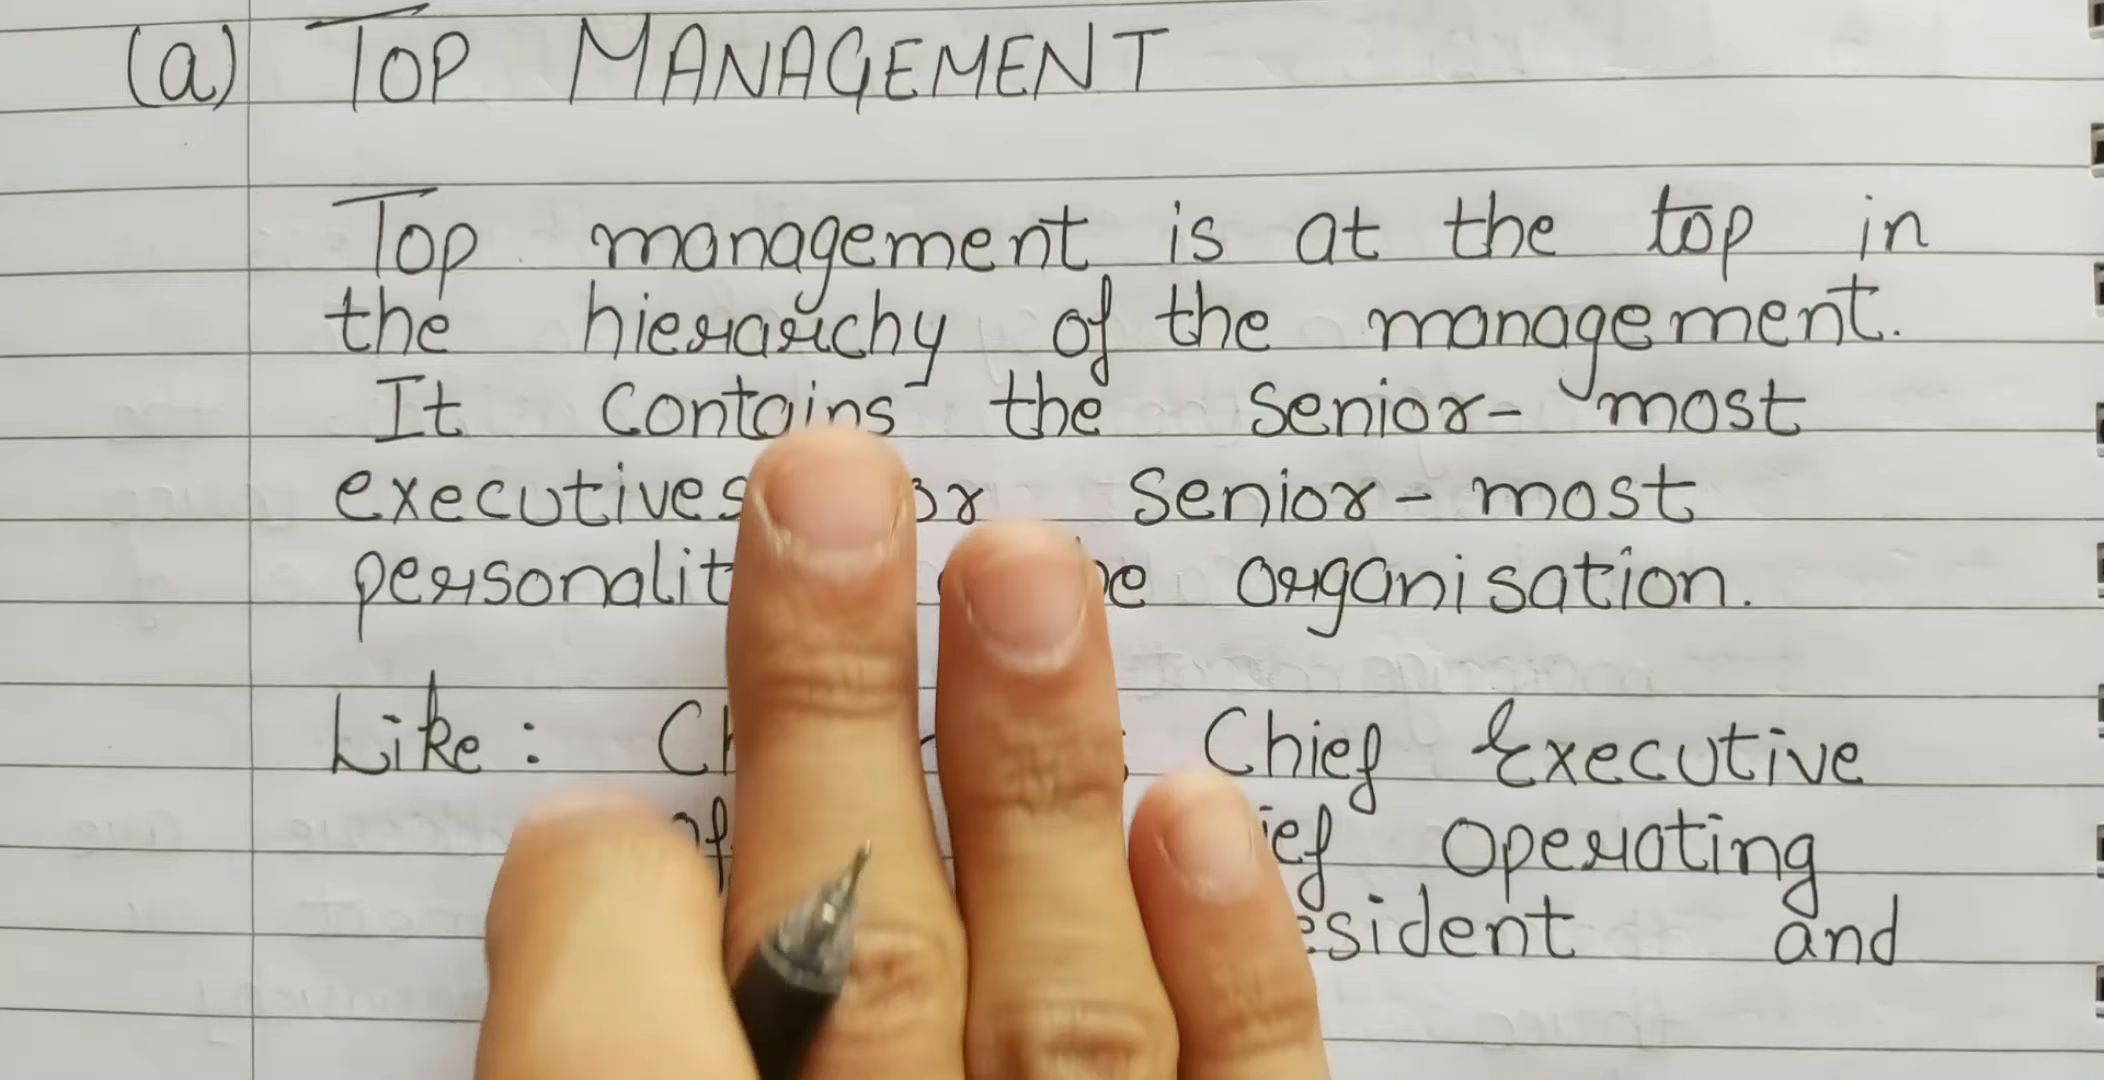 (a) TOP MANAGEMENT
Top management is at the top in
the hierarchy of the management.
It contains the senior-most
executives or senior-most
organisation.
Like: Chief Executive
Operating
and